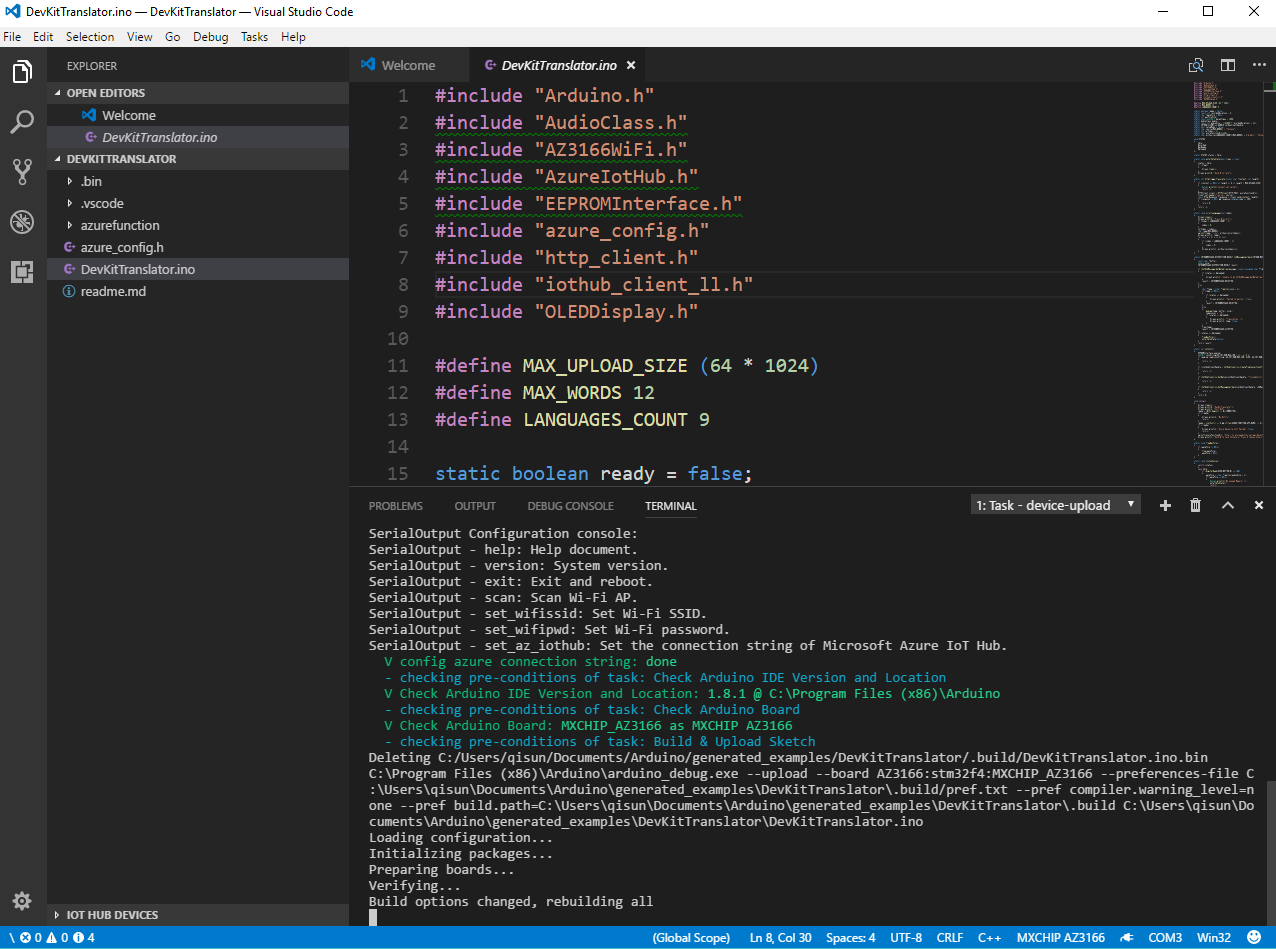 DevKitTranslator.ino — DevKitTranslator — Visual Studio Code
File Edit Selection View Go Debug Tasks Help
EXPLORER
OPEN EDITORS
Welcome
DevKitTranslator.ino
DEVKITTRANSLATOR
.bin
.vscode
azurefunction
azure_config.h
DevKitTranslator.ino
readme.md
IOT HUB DEVICES
Welcome DevKitTranslator.ino
1 #include "Arduino.h"
2 #include "AudioClass.h"
3 #include "AZ3166WiFi.h"
4 #include "AzureIotHub.h"
5 #include "EEPROMInterface.h"
6 #include "azure_config.h"
7 #include "http_client.h"
8 #include "iothub_client_ll.h"
9 #include "OLEDDisplay.h"
10
11 #define MAX_UPLOAD_SIZE (64 * 1024)
12 #define MAX_WORDS 12
13 #define LANGUAGES_COUNT 9
14
15 static boolean ready = false;
PROBLEMS OUTPUT DEBUG CONSOLE TERMINAL 1: Task - device-upload
SerialOutput Configuration console:
SerialOutput - help: Help document.
SerialOutput - version: System version.
SerialOutput - exit: Exit and reboot.
SerialOutput - scan: Scan Wi-Fi AP.
SerialOutput - set_wifissid: Set Wi-Fi SSID.
SerialOutput - set_wifipwd: Set Wi-Fi password.
SerialOutput - set_az_iothub: Set the connection string of Microsoft Azure IoT Hub.
V config azure connection string: done
- checking pre-conditions of task: Check Arduino IDE Version and Location
V Check Arduino IDE Version and Location: 1.8.1 @ C:\Program Files (x86)\Arduino
- checking pre-conditions of task: Check Arduino Board
V Check Arduino Board: MXCHIP_AZ3166 as MXCHIP AZ3166
- checking pre-conditions of task: Build & Upload Sketch
Deleting C:/Users/qisun/Documents/Arduino/generated_examples/DevKitTranslator/.build/DevKitTranslator.ino.bin
C:\Program Files (x86)\Arduino\arduino_debug.exe --upload --board AZ3166:stm32f4:MXCHIP_AZ3166 --preferences-file C
:\Users\qisun\Documents\Arduino\generated_examples\DevKitTranslator\.build/pref.txt --pref compiler.warning_level=n
one --pref build.path=C:\Users\qisun\Documents\Arduino\generated_examples\DevKitTranslator\.build C:\Users\qisun\Do
cuments\Arduino\generated_examples\DevKitTranslator\DevKitTranslator.ino
Loading configuration...
Initializing packages...
Preparing boards...
Verifying...
Build options changed, rebuilding all
\ 0 0 4 (Global Scope) Ln 8, Col 30 Spaces: 4 UTF-8 CRLF C++ MXCHIP AZ3166 COM3 Win32